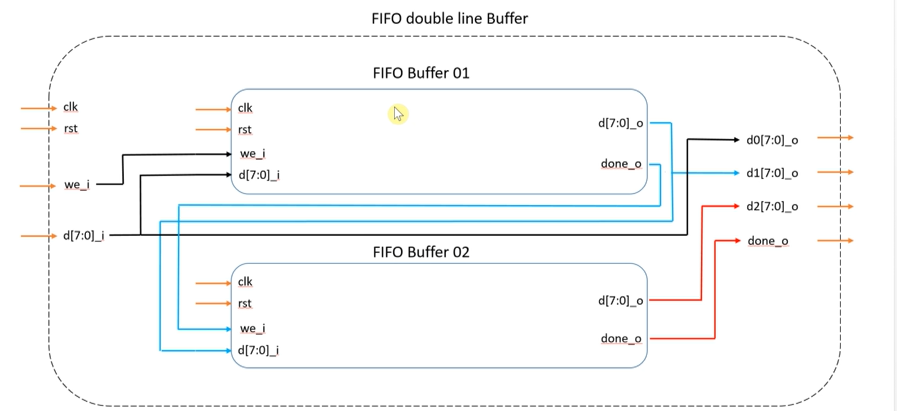 FIFO double line Buffer
FIFO Buffer 01
clk
rst
we_i
d[7:0]_i
clk
rst
we_i
d[7:0]_i
d[7:0]_o
done_o
d0[7:0]_o
d1[7:0]_o
d2[7:0]_o
done_o
FIFO Buffer 02
clk
rst
we_i
d[7:0]_i
d[7:0]_o
done_o